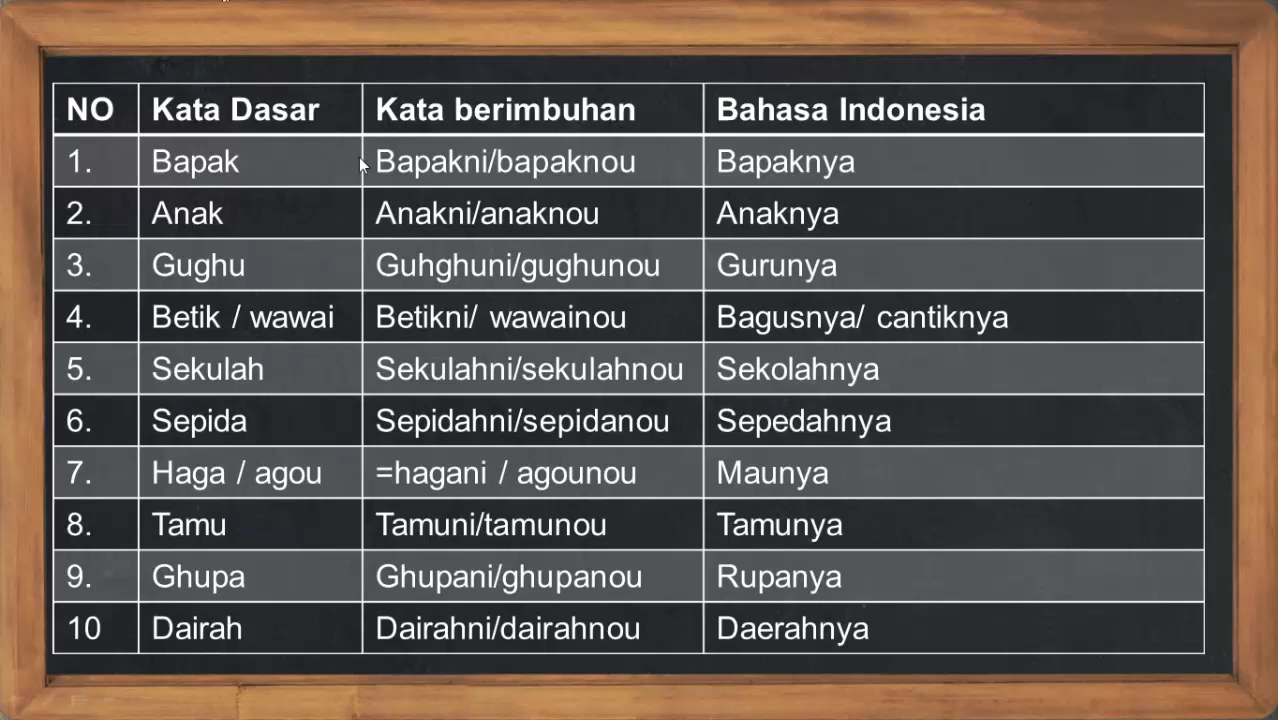 NO Kata Dasar Kata berimbuhan Bahasa Indonesia
1. Bapak Bapakni/bapaknou Bapaknya
2. Anak Anakni/anaknou Anaknya
3. Gughu Guhghuni/gughunou Gurunya
4. Betik / wawai Betikni/ wawainou Bagusnya/ cantiknya
5. Sekulah Sekulahni/sekulahnou Sekolahnya
6. Sepida Sepidahni/sepidanou Sepedahnya
7. Haga / agou =hagani / agounou Maunya
8. Tamu Tamuni/tamunou Tamunya
9. Ghupa Ghupani/ghupanou Rupanya
10 Dairah Dairahni/dairahnou Daerahnya